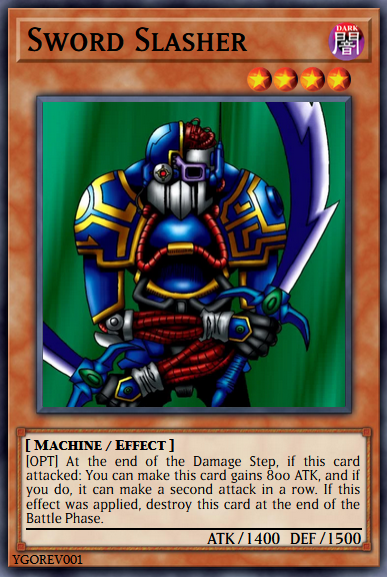 Sword Slasher
DARK
闇
[ Machine / Effect ]
[OPT] At the end of the Damage Step, if this card
attacked: You can make this card gains 800 ATK, and if
you do, it can make a second attack in a row. If this
effect was applied, destroy this card at the end of the
Battle Phase.
ATK/1400 DEF/1500
YGOREV001